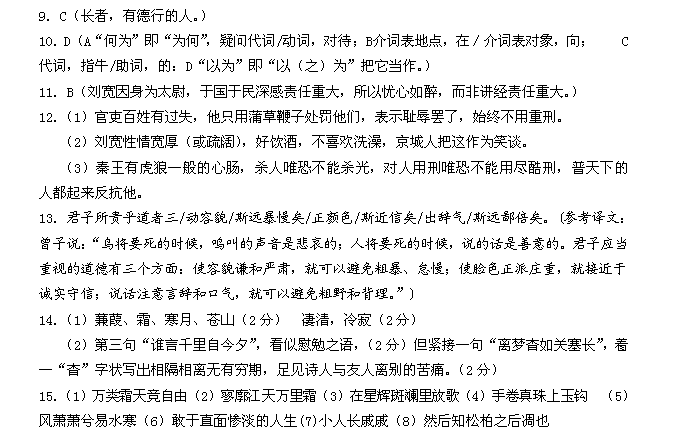 9. C（长者，有德行的人。）
10. D（A“何为”即“为何”，疑问代词/动词，对待；B介词表地点，在／介词表对象，向； C
代词，指牛/助词，的：D“以为”即“以（之）为”把它当作。）
11. B（刘宽因身为太尉，于国于民深感责任重大，所以忧心如醉，而非讲经责任重大。）
12.（1）官吏百姓有过失，他只用蒲草鞭子处罚他们，表示耻辱罢了，始终不用重刑。
（2）刘宽性情宽厚（或疏阔），好饮酒，不喜欢洗澡，京城人把这作为笑谈。
（3）秦王有虎狼一般的心肠，杀人唯恐不能杀光，对人用刑唯恐不能用尽酷刑，普天下的
人都起来反抗他。
13. 君子所贵乎道者三/动容貌/斯远暴慢矣/正颜色/斯近信矣/出辞气/斯远鄙倍矣。〔参考译文：
曾子说：“鸟将要死的时候，鸣叫的声音是悲哀的；人将要死的时候，说的话是善意的。君子应当
重视的道德有三个方面：使容貌谦和严肃，就可以避免粗暴、怠慢；使脸色正派庄重，就接近于
诚实守信；说话注意言辞和口气，就可以避免粗野和背理。”〕
14.（1）蒹葭、霜、寒月、苍山（2分） 凄清，冷寂（2分）
（2）第三句“谁言千里自今夕”，看似慰勉之语，（2分）但紧接一句“离梦杳如关塞长”，着
一“杳”字状写出相隔相离无有穷期，足见诗人与友人离别的苦痛。（2分）
15.（1）万类霜天竞自由（2）寥廓江天万里霜（3）在星辉斑斓里放歌（4）手卷真珠上玉钩 （5）
风萧萧兮易水寒（6）敢于直面惨淡的人生(7)小人长戚戚（8）然后知松柏之后凋也